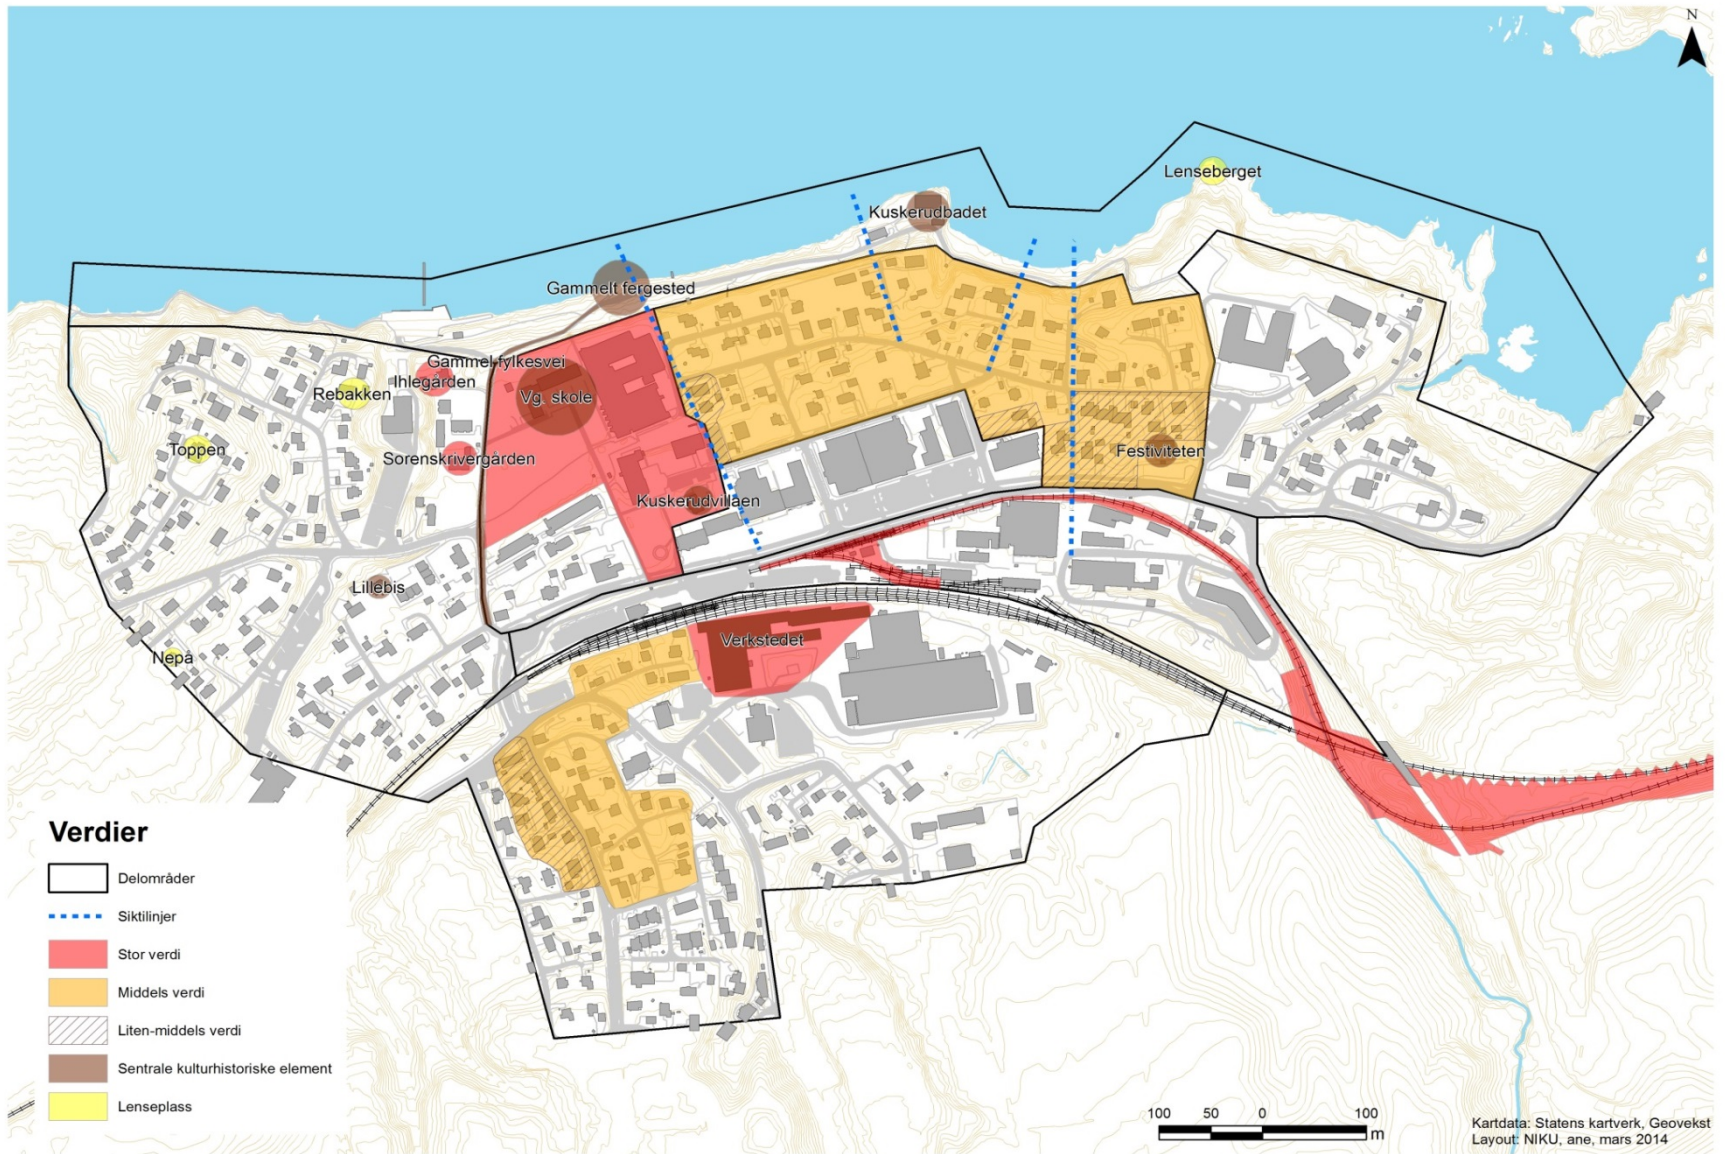 N
Lenseberget
Kuskerudbadet
Gammelt fergested
Gammel fylkesvei
Ihlegården
Rebakken
Vg. skole
Toppen
Sorenskrivergården
Festiviteten
Kuskerudvillaen
Lillebis
Verkstedet
Nepa
Verdier
Delområder
Siktilinjer
Stor verdi
Middels verdi
Liten-middels verdi
Sentrale kulturhistoriske element
Lenseplass
100 50 0 100
m
Kartdata: Statens kartverk, Geovekst
Layout: NIKU, ane, mars 2014